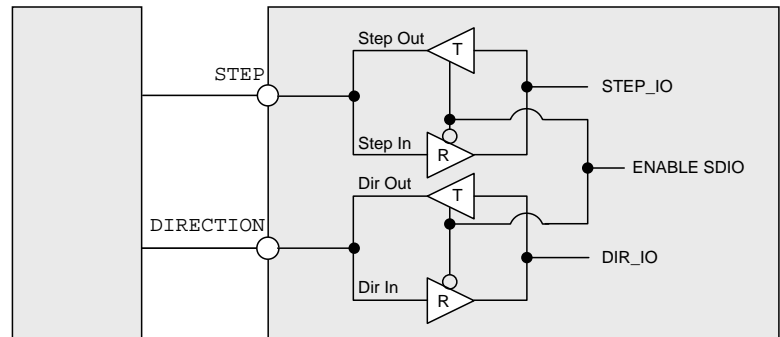 Step Out
T
STEP
STEP_IO
Step In
R
ENABLE SDIO
Dir Out
T
DIRECTION
DIR_IO
Dir In
R